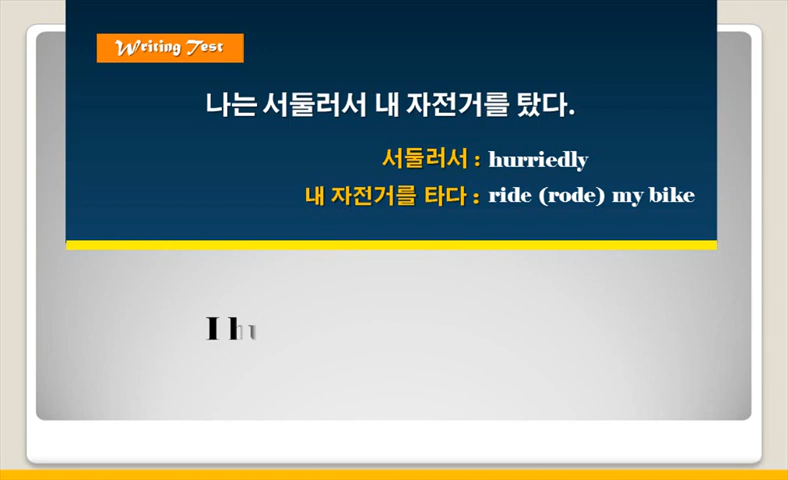 Writing Test
나는 서둘러서 내 자전거를 탔다.
서둘러서 : hurriedly
내 자전거를 타다 : ride (rode) my bike
I hu